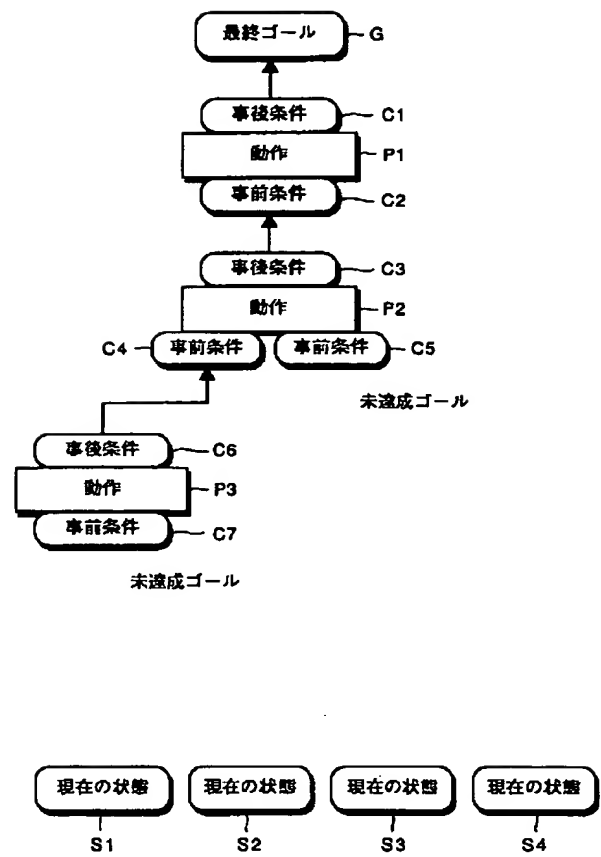 最終ゴール G
事後条件 C1
動作 P1
事前条件 C2
事後条件 C3
動作 P2
C4 事前条件 事前条件 C5
未達成ゴール
事後条件 C6
動作 P3
事前条件 C7
未達成ゴール
現在の状態 現在の状態 現在の状態 現在の状態
S1 S2 S3 S4